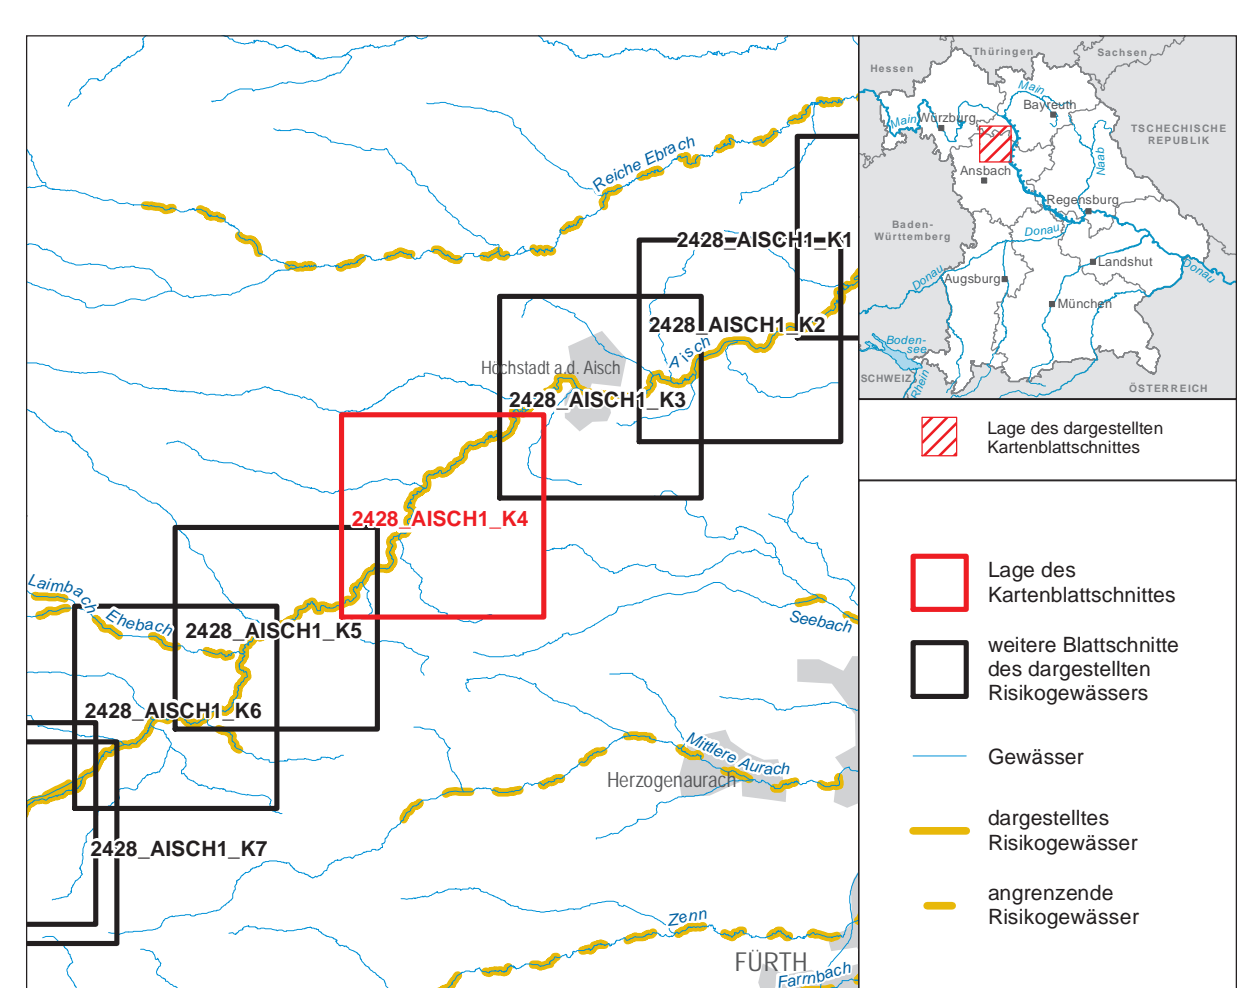 Reiche Ebrach
2428_AISCH1_K1
2428_AISCH1_K2
Aisch
Höchstadt a.d. Aisch
2428_AISCH1_K3
2428_AISCH1_K4
Laimbach
Ehebach
2428_AISCH1_K5
Seebach
2428_AISCH1_K6
Mittlere Aurach
Herzogenaurach
2428_AISCH1_K7
Zenn
FÜRTH
Farrnbach
Thüringen
Sachsen
Hessen
Main
Bayreuth
Main
Würzburg
TSCHECHISCHE
REPUBLIK
Naab
Ansbach
Regensburg
Baden-
Württemberg
Donau
Landshut
Donau
Donau
Augsburg
München
Boden-
see
SCHWEIZ
Rhein
ÖSTERREICH
Lage des dargestellten
Kartenblattschnittes
Lage des
Kartenblattschnittes
weitere Blattschnitte
des dargestellten
Risikogewässers
Gewässer
dargestelltes
Risikogewässer
angrenzende
Risikogewässer